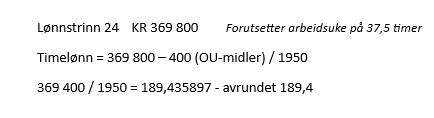 Lønnstrinn 24 KR 369 800 Forutsetter arbeidsuke på 37,5 timer
Timelønn = 369 800 – 400 (OU-midler) / 1950
369 400 / 1950 = 189,435897 - avrundet 189,4